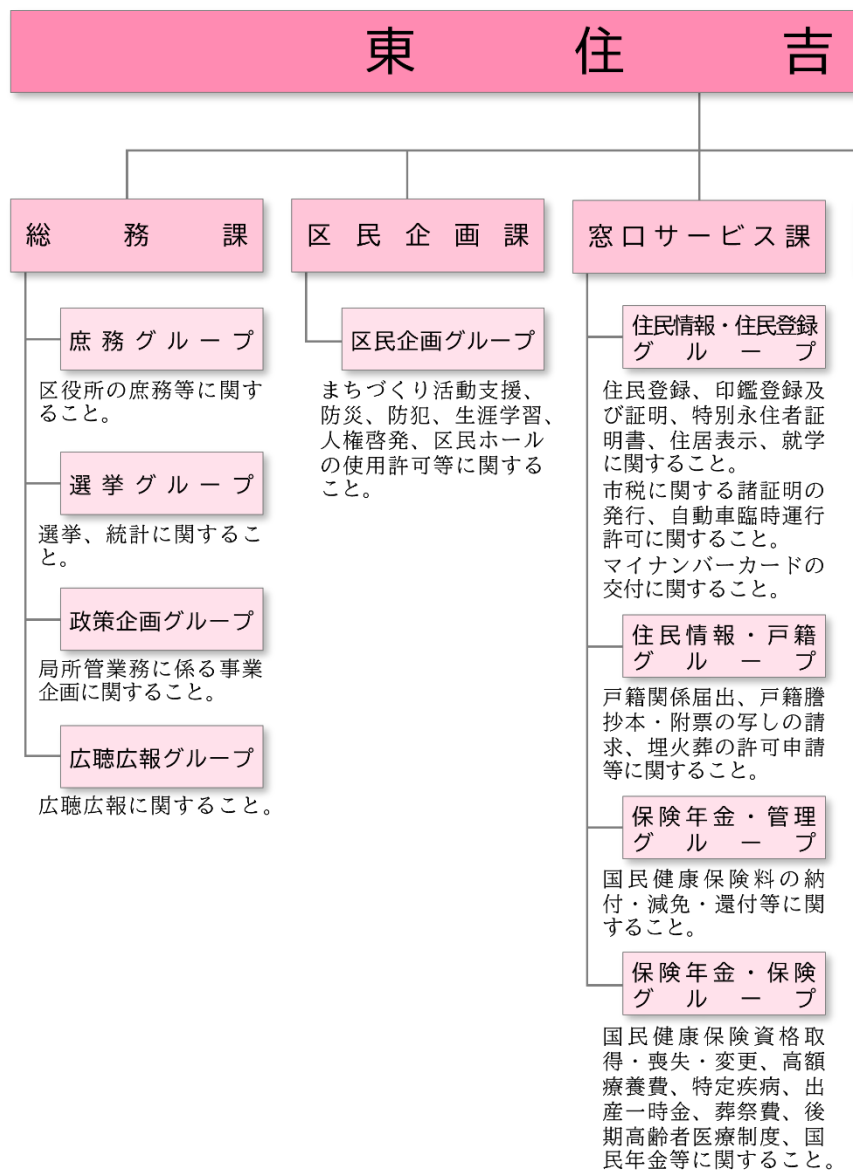 東住吉
総務課
庶務グループ
区役所の庶務等に関す
ること。
選挙グループ
選挙、統計に関するこ
と。
政策企画グループ
局所管業務に係る事業
企画に関すること。
広聴広報グループ
広聴広報に関すること。
区民企画課
区民企画グループ
まちづくり活動支援、
防災、防犯、生涯学習、
人権啓発、区民ホール
の使用許可等に関する
こと。
窓口サービス課
住民情報・住民登録
グループ
住民登録、印鑑登録及
び証明、特別永住者証
明書、住居表示、就学
に関すること。
市税に関する諸証明の
発行、自動車臨時運行
許可に関すること。
マイナンバーカードの
交付に関すること。
住民情報・戸籍
グループ
戸籍関係届出、戸籍謄
抄本・附票の写しの請
求、埋火葬の許可申請
等に関すること。
保険年金・管理
グループ
国民健康保険料の納
付・減免・還付等に関
すること。
保険年金・保険
グループ
国民健康保険資格取
得・喪失・変更、高額
療養費、特定疾病、出
産一時金、葬祭費、後
期高齢者医療制度、国
民年金等に関すること。